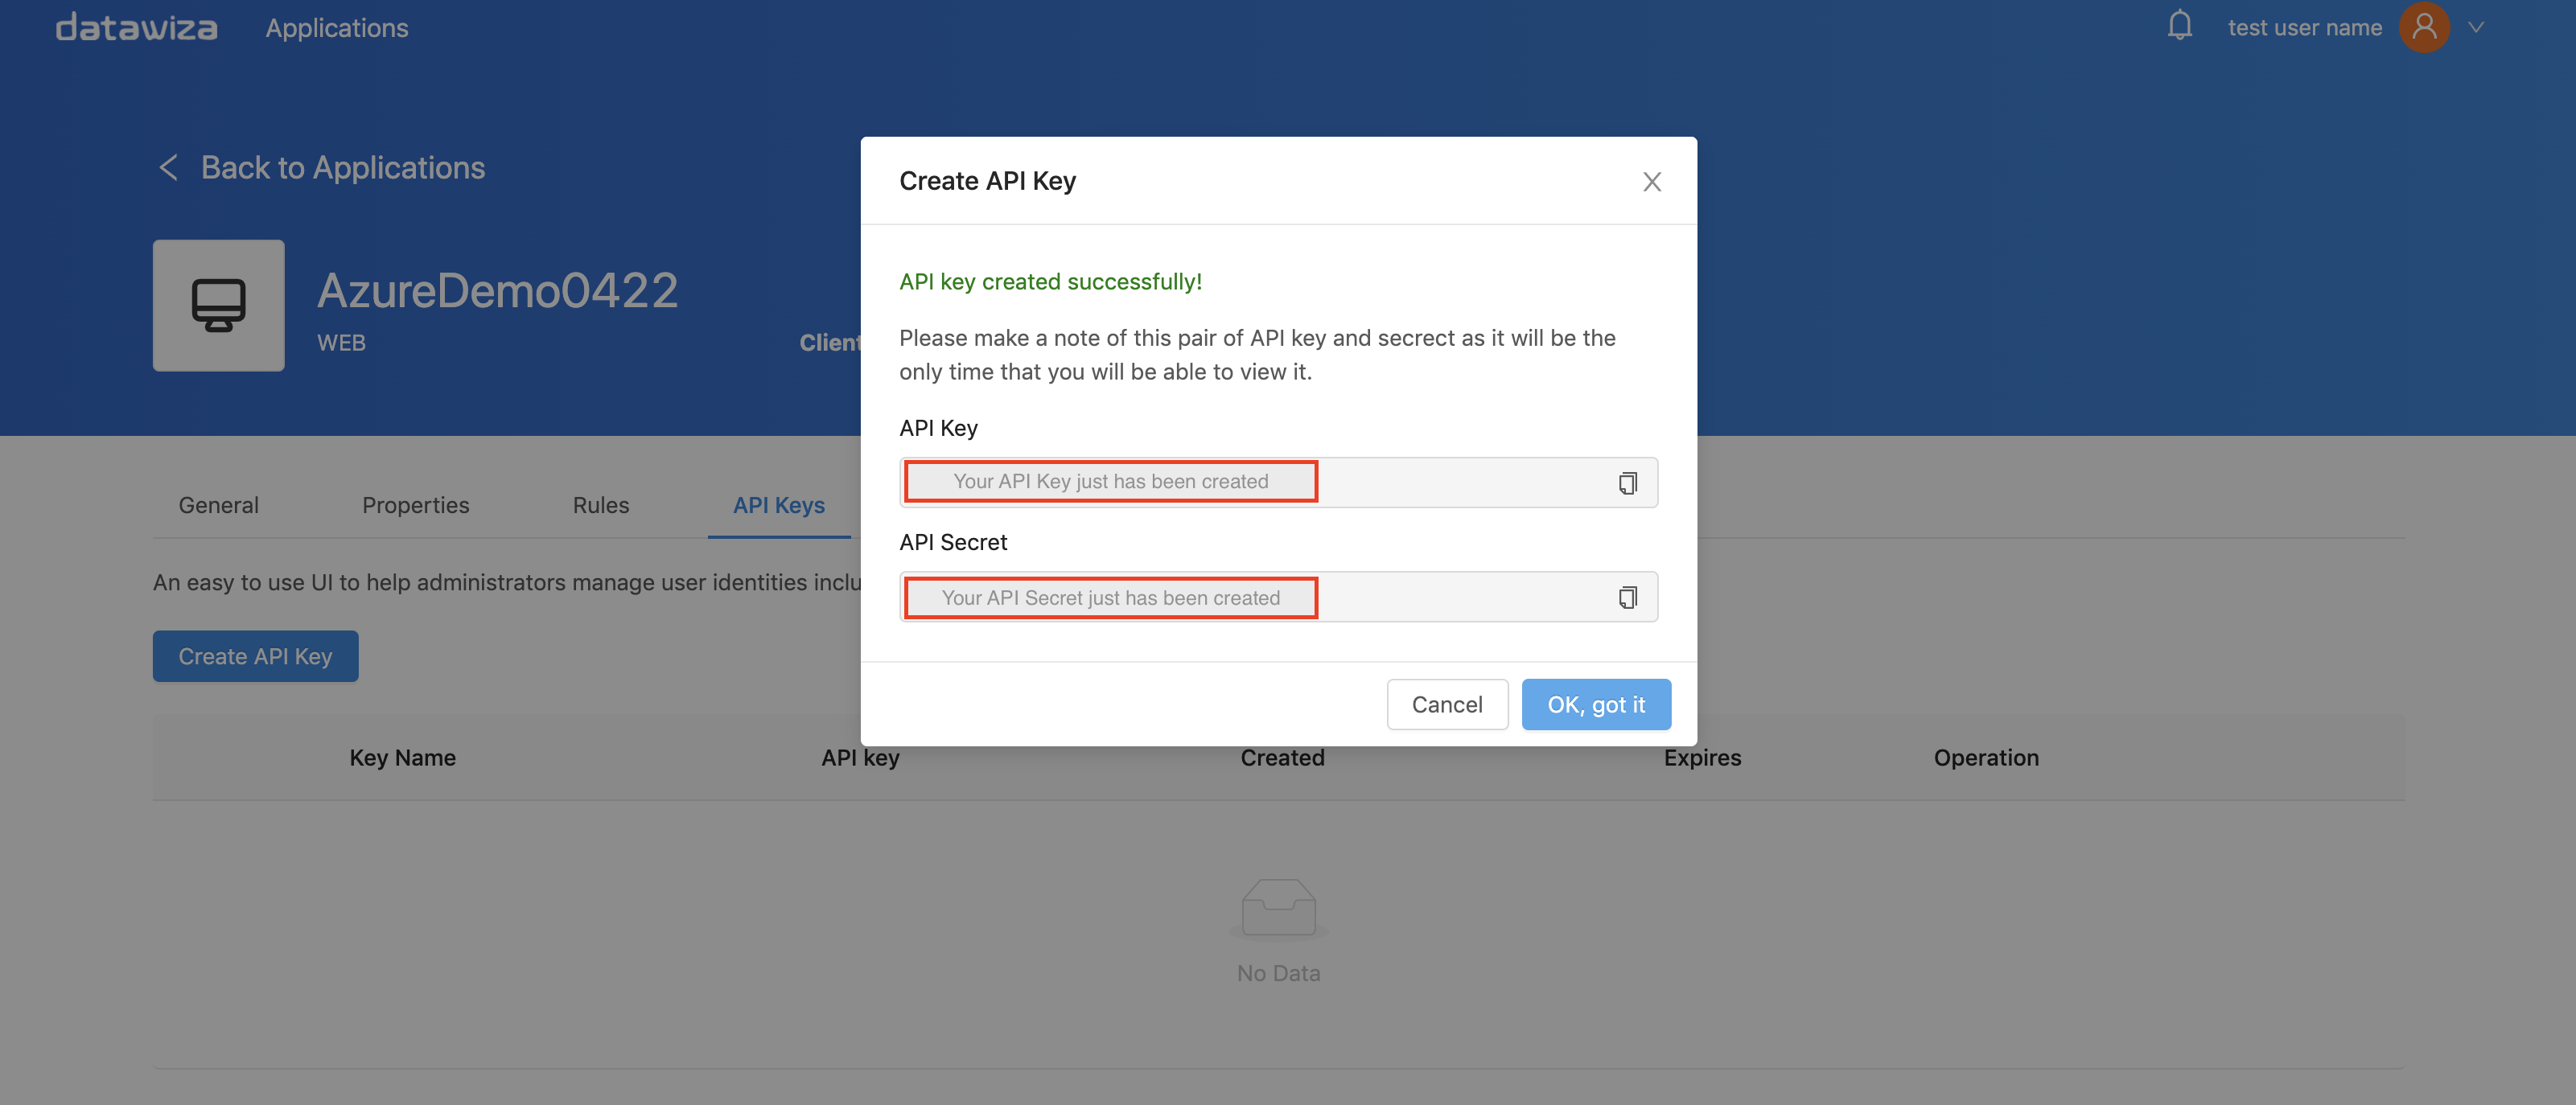 datawiza
Applications
test user name
Back to Applications
AzureDemo0422
WEB
Client
Create API Key
API key created successfully!
Please make a note of this pair of API key and secrect as it will be the
only time that you will be able to view it.
API Key
Your API Key just has been created
API Secret
Your API Secret just has been created
Cancel
OK, got it
General
Properties
Rules
API Keys
An easy to use UI to help administrators manage user identities inclu
Create API Key
Key Name
API key
Created
Expires
Operation
No Data